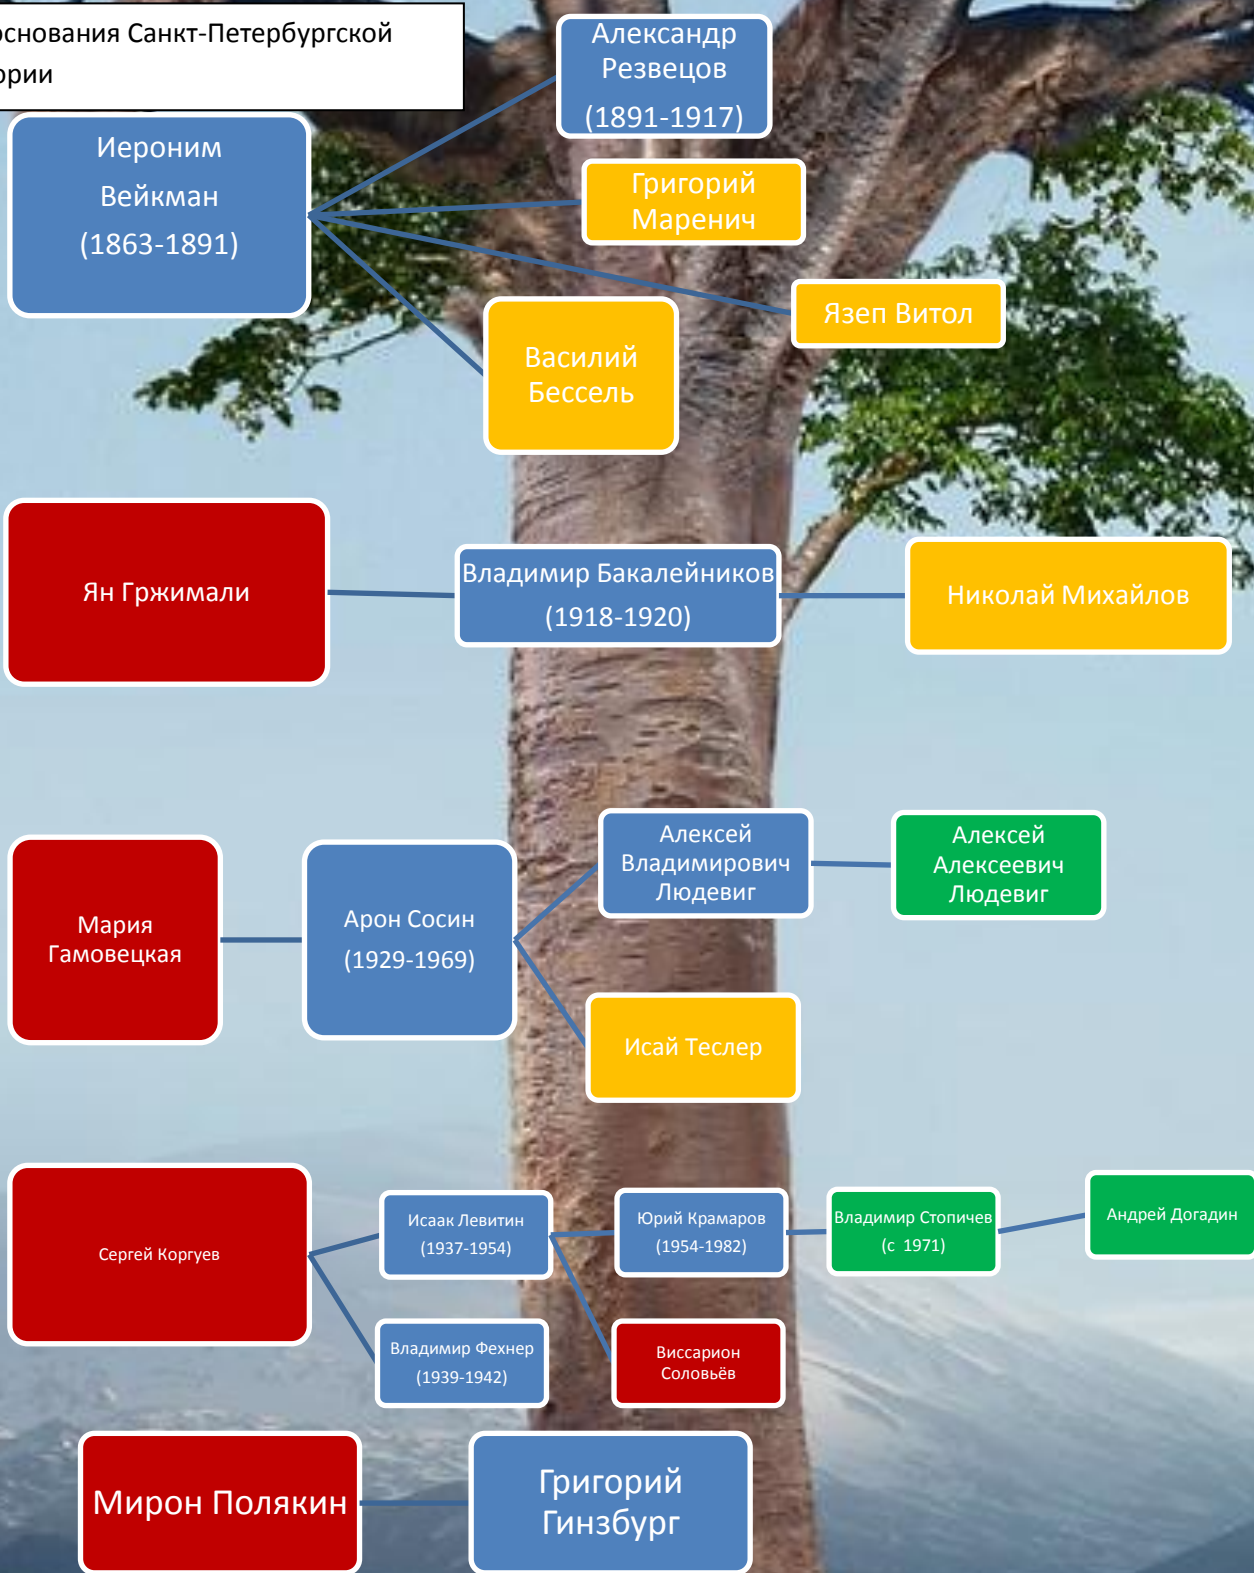 основания Санкт-Петербургской
ории
Александр
Резвецов
(1891-1917)
Иероним
Вейкман
(1863-1891)
Григорий
Маренич
Язеп Витол
Василий
Бессель
Ян Гржимали
Владимир Бакалейников
(1918-1920)
Николай Михайлов
Мария
Гамовецкая
Арон Сосин
(1929-1969)
Алексей
Владимирович
Людевиг
Алексей
Алексеевич
Людевиг
Исай Теслер
Сергей Коргуев
Исаак Левитин
(1937-1954)
Юрий Крамаров
(1954-1982)
Владимир Стопичев
(с 1971)
Андрей Догадин
Владимир Фехнер
(1939-1942)
Виссарион
Соловьёв
Мирон Полякин
Григорий
Гинзбург